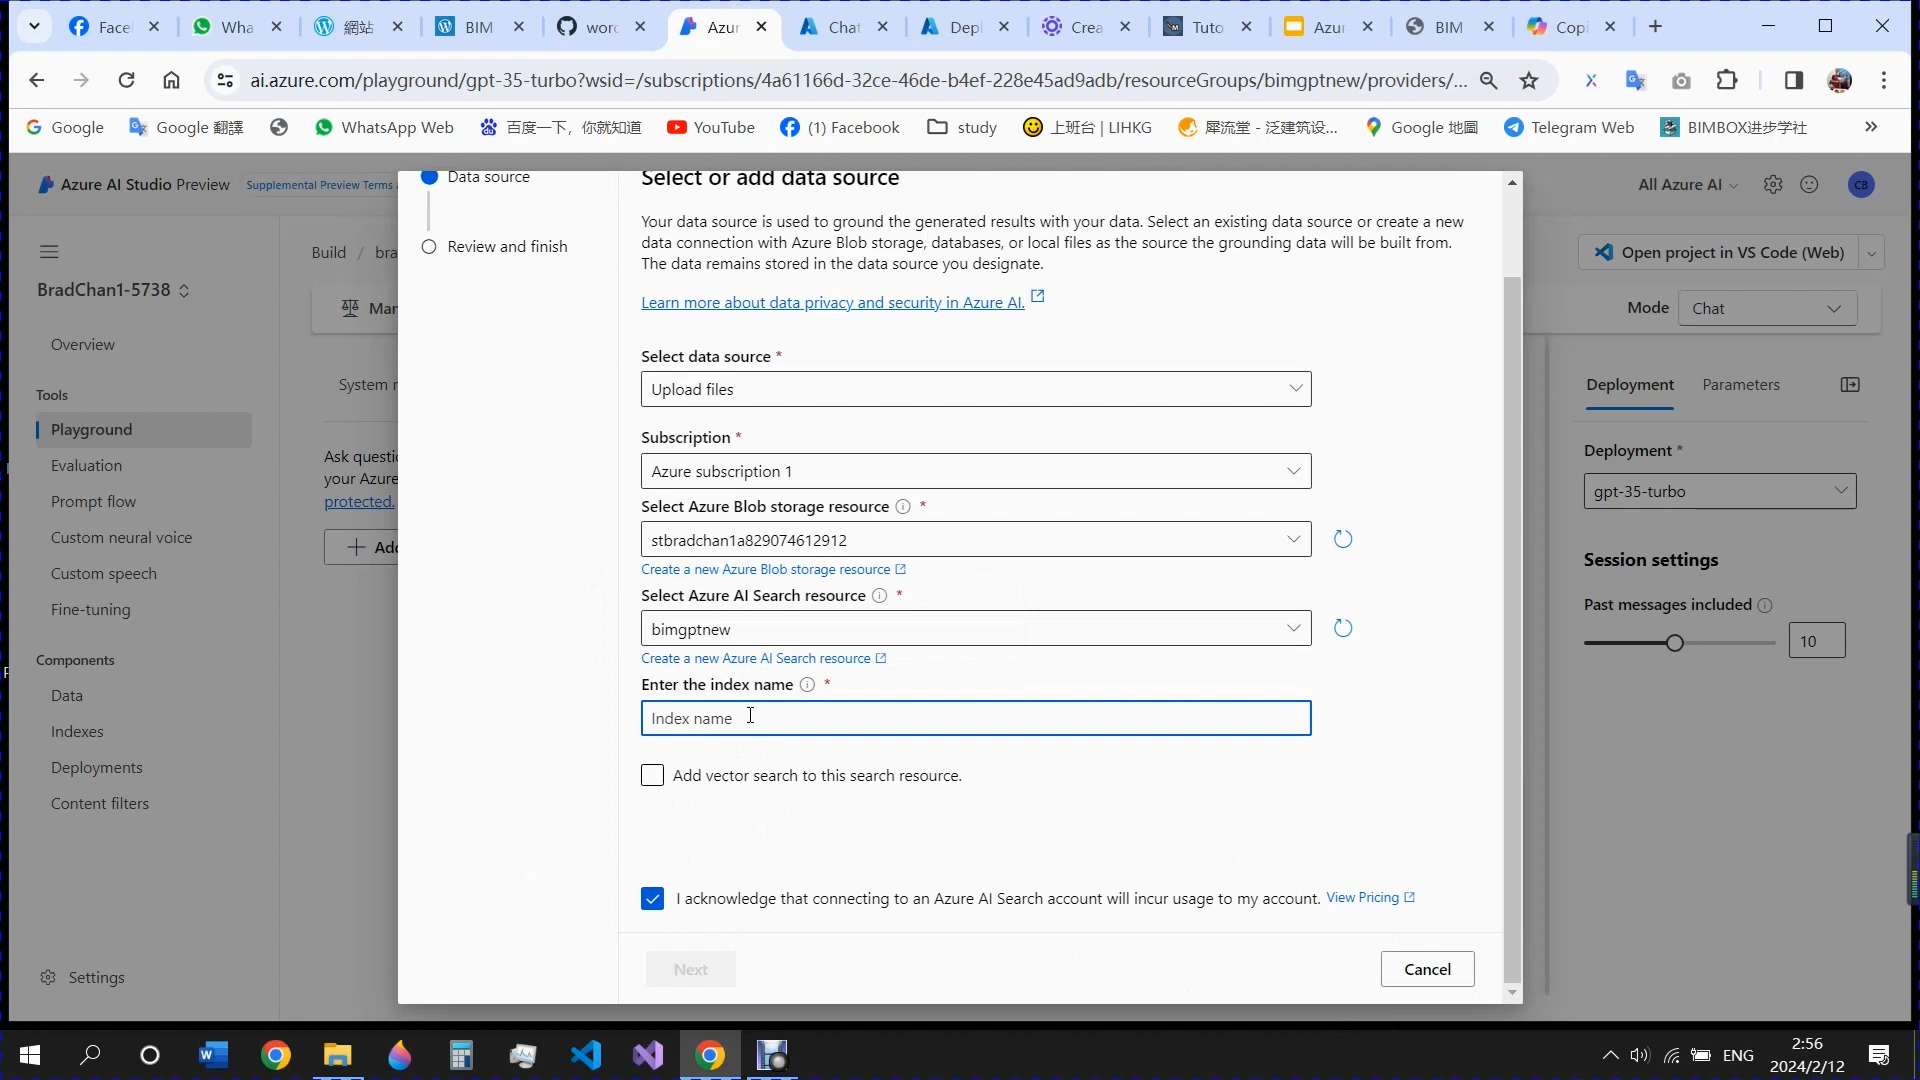 Face
Wha
網站
BIM
word
Azur
Chat
Depl
Crea
Tuto
Azur
BIM
Copi
ai.azure.com/playground/gpt-35-turbo?wsid=/subscriptions/4a61166d-32ce-46de-b4ef-228e45ad9adb/resourceGroups/bimgptnew/providers/...
Google
Google 翻譯
WhatsApp Web
百度一下，你就知道
YouTube
(1) Facebook
study
上班台 | LIHKG
犀流堂 - 泛建筑设...
Google 地圖
Telegram Web
BIMBOX进步学社
Azure AI Studio Preview
Supplemental Preview Terms
All Azure AI
CB
BradChan1-5738
Overview
Tools
Playground
Evaluation
Prompt flow
Custom neural voice
Custom speech
Fine-tuning
Components
Data
Indexes
Deployments
Content filters
Settings
Build / bra
Man
System r
Ask questi
your Azure
protected.
Add
Data source
Review and finish
Select or add data source
Your data source is used to ground the generated results with your data. Select an existing data source or create a new
data connection with Azure Blob storage, databases, or local files as the source the grounding data will be built from.
The data remains stored in the data source you designate.
Learn more about data privacy and security in Azure AI.
Select data source *
Upload files
Subscription *
Azure subscription 1
Select Azure Blob storage resource *
stbradchan1a829074612912
Create a new Azure Blob storage resource
Select Azure AI Search resource *
bimgptnew
Create a new Azure AI Search resource
Enter the index name *
Index name
Add vector search to this search resource.
I acknowledge that connecting to an Azure AI Search account will incur usage to my account. View Pricing
Next
Cancel
Open project in VS Code (Web)
Mode
Chat
Deployment
Parameters
Deployment *
gpt-35-turbo
Session settings
Past messages included
10
ENG
2:56
2024/2/12